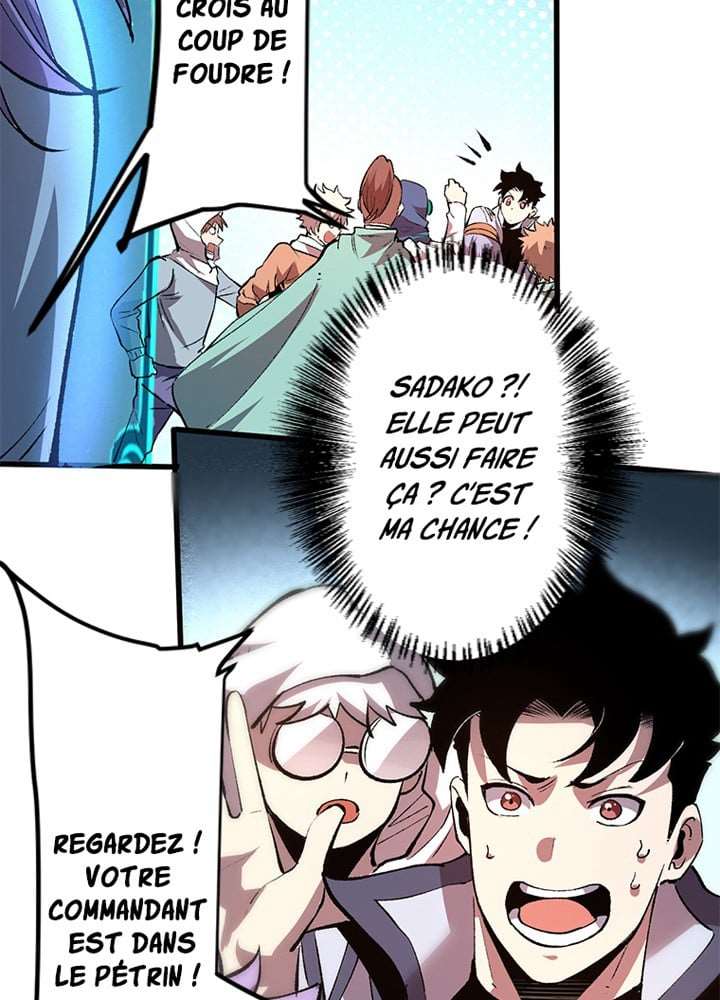 CROIS AU
COUP DE
FOUDRE !
SADAKO ?!
ELLE PEUT
AUSSI FAIRE
ÇA ? C'EST
MA CHANCE !
REGARDEZ !
VOTRE
COMMANDANT
EST DANS
LE PÉTRIN !